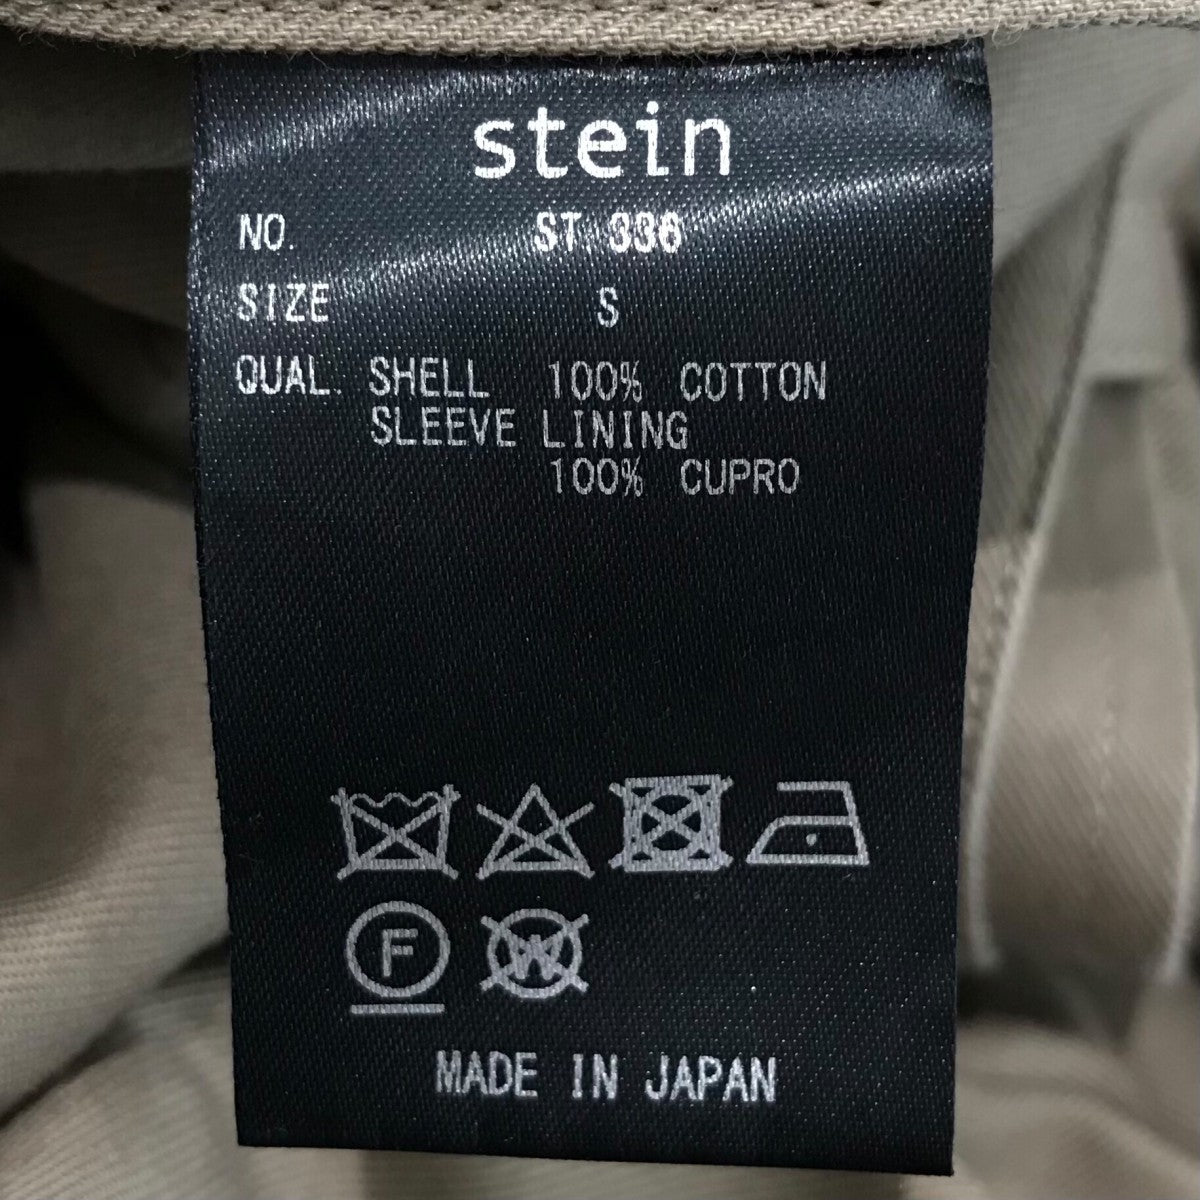 stein
NO. ST 336
SIZE S
QUAL. SHELL 100% COTTON
SLEEVE LINING
100% CUPRO
F W
MADE IN JAPAN